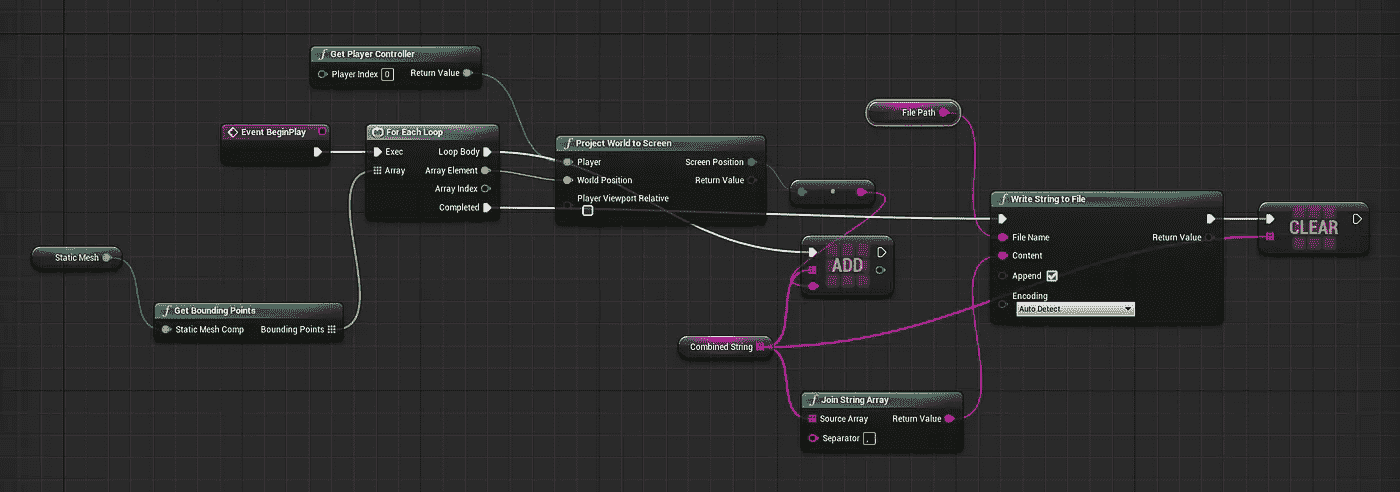 Get Player Controller
Player Index 0 Return Value
File Path
Event BeginPlay
For Each Loop
Exec Loop Body
Array Array Element
Array Index
Completed
Project World to Screen
Player Screen Position
World Position Return Value
Player Viewport Relative
Write String to File
File Name Return Value
Content
Append
Encoding
Auto Detect
CLEAR
Static Mesh
ADD
Get Bounding Points
Static Mesh Comp Bounding Points
Combined String
Join String Array
Source Array Return Value
Separator ,